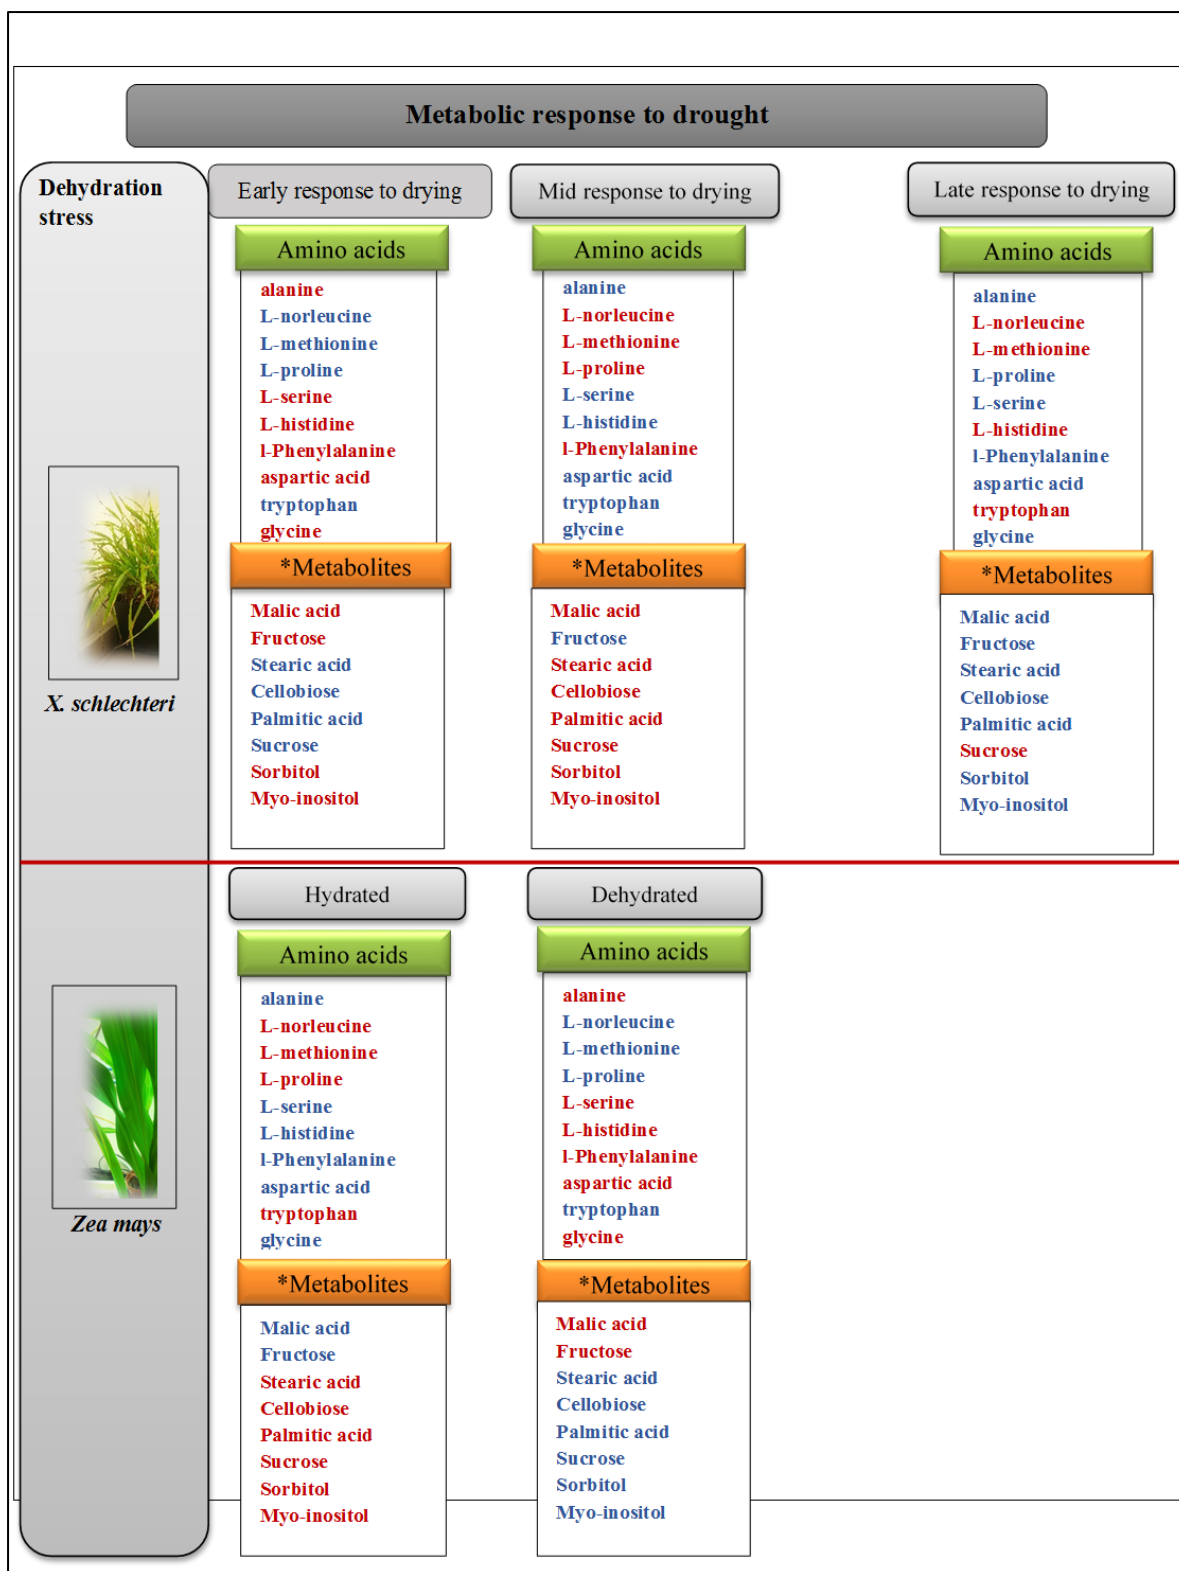 Metabolic response to drought
Dehydration
stress
X. schlechteri
Early response to drying
Amino acids
alanine
L-norleucine
L-methionine
L-proline
L-serine
L-histidine
l-Phenylalanine
aspartic acid
tryptophan
glycine
*Metabolites
Malic acid
Fructose
Stearic acid
Cellobiose
Palmitic acid
Sucrose
Sorbitol
Myo-inositol
Mid response to drying
Amino acids
alanine
L-norleucine
L-methionine
L-proline
L-serine
L-histidine
l-Phenylalanine
aspartic acid
tryptophan
glycine
*Metabolites
Malic acid
Fructose
Stearic acid
Cellobiose
Palmitic acid
Sucrose
Sorbitol
Myo-inositol
Late response to drying
Amino acids
alanine
L-norleucine
L-methionine
L-proline
L-serine
L-histidine
l-Phenylalanine
aspartic acid
tryptophan
glycine
*Metabolites
Malic acid
Fructose
Stearic acid
Cellobiose
Palmitic acid
Sucrose
Sorbitol
Myo-inositol
Zea mays
Hydrated
Amino acids
alanine
L-norleucine
L-methionine
L-proline
L-serine
L-histidine
l-Phenylalanine
aspartic acid
tryptophan
glycine
*Metabolites
Malic acid
Fructose
Stearic acid
Cellobiose
Palmitic acid
Sucrose
Sorbitol
Myo-inositol
Dehydrated
Amino acids
alanine
L-norleucine
L-methionine
L-proline
L-serine
L-histidine
l-Phenylalanine
aspartic acid
tryptophan
glycine
*Metabolites
Malic acid
Fructose
Stearic acid
Cellobiose
Palmitic acid
Sucrose
Sorbitol
Myo-inositol